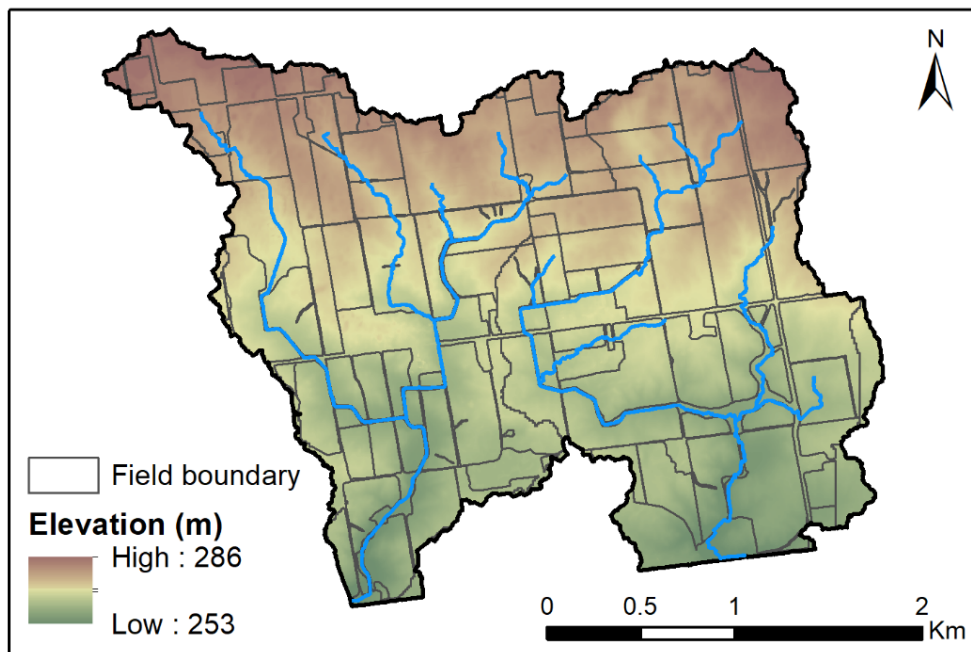 N
Field boundary
Elevation (m)
High : 286
Low : 253
0 0.5 1 2
Km